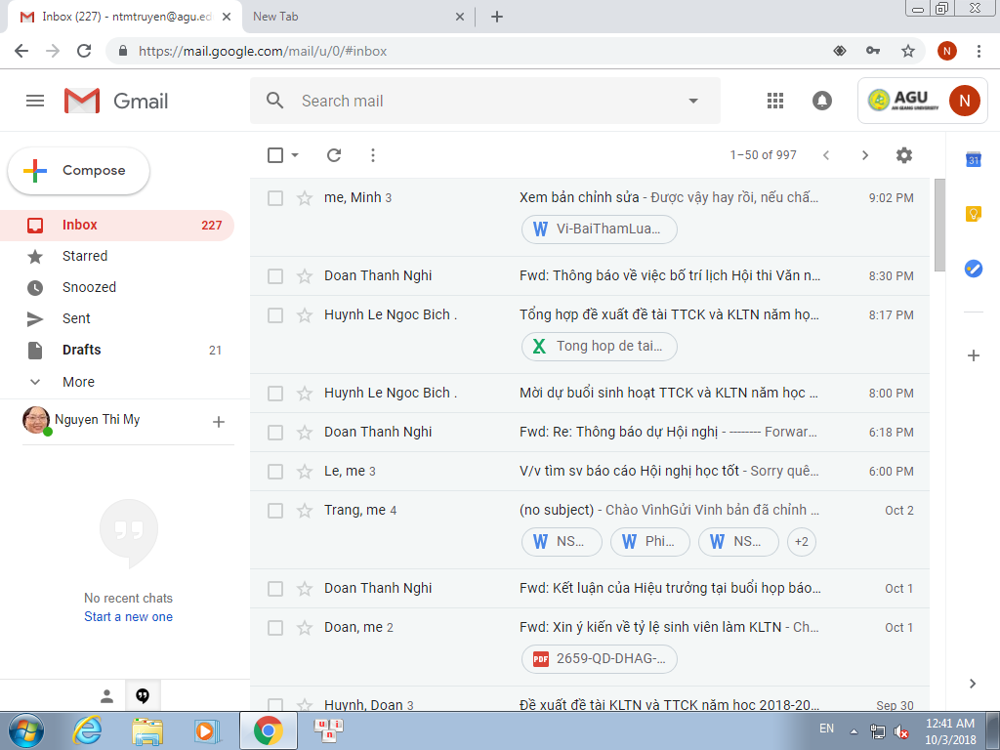 Inbox (227) - ntmtruyen@agu.ed
New Tab
https://mail.google.com/mail/u/0/#inbox
N
Gmail
Search mail
AGU
AN GIANG UNIVERSITY
N
Compose
1–50 of 997
31
Inbox 227
Starred
Snoozed
Sent
Drafts 21
More
Nguyen Thi My
No recent chats
Start a new one
me, Minh 3 Xem bản chỉnh sửa - Được vậy hay rồi, nếu chấ... 9:02 PM
W Vi-BaiThamLua...
Doan Thanh Nghi Fwd: Thông báo về việc bố trí lịch Hội thi Văn n... 8:30 PM
Huynh Le Ngoc Bich . Tổng hợp đề xuất đề tài TTCK và KLTN năm họ... 8:17 PM
X Tong hop de tai...
Huynh Le Ngoc Bich . Mời dự buổi sinh hoạt TTCK và KLTN năm học ... 8:00 PM
Doan Thanh Nghi Fwd: Re: Thông báo dự Hội nghị - -------- Forwar... 6:18 PM
Le, me 3 V/v tìm sv báo cáo Hội nghị học tốt - Sorry quê... 6:00 PM
Trang, me 4 (no subject) - Chào VìnhGửi Vinh bản đã chỉnh ... Oct 2
W NS... W Phi... W NS... +2
Doan Thanh Nghi Fwd: Kết luận của Hiệu trưởng tại buổi họp báo... Oct 1
Doan, me 2 Fwd: Xin ý kiến về tỷ lệ sinh viên làm KLTN - Ch... Oct 1
PDF 2659-QD-DHAG-...
Huynh, Doan 3 Đề xuất đề tài KLTN và TTCK năm học 2018-20... Sep 30
u n i
EN
12:41 AM
10/3/2018